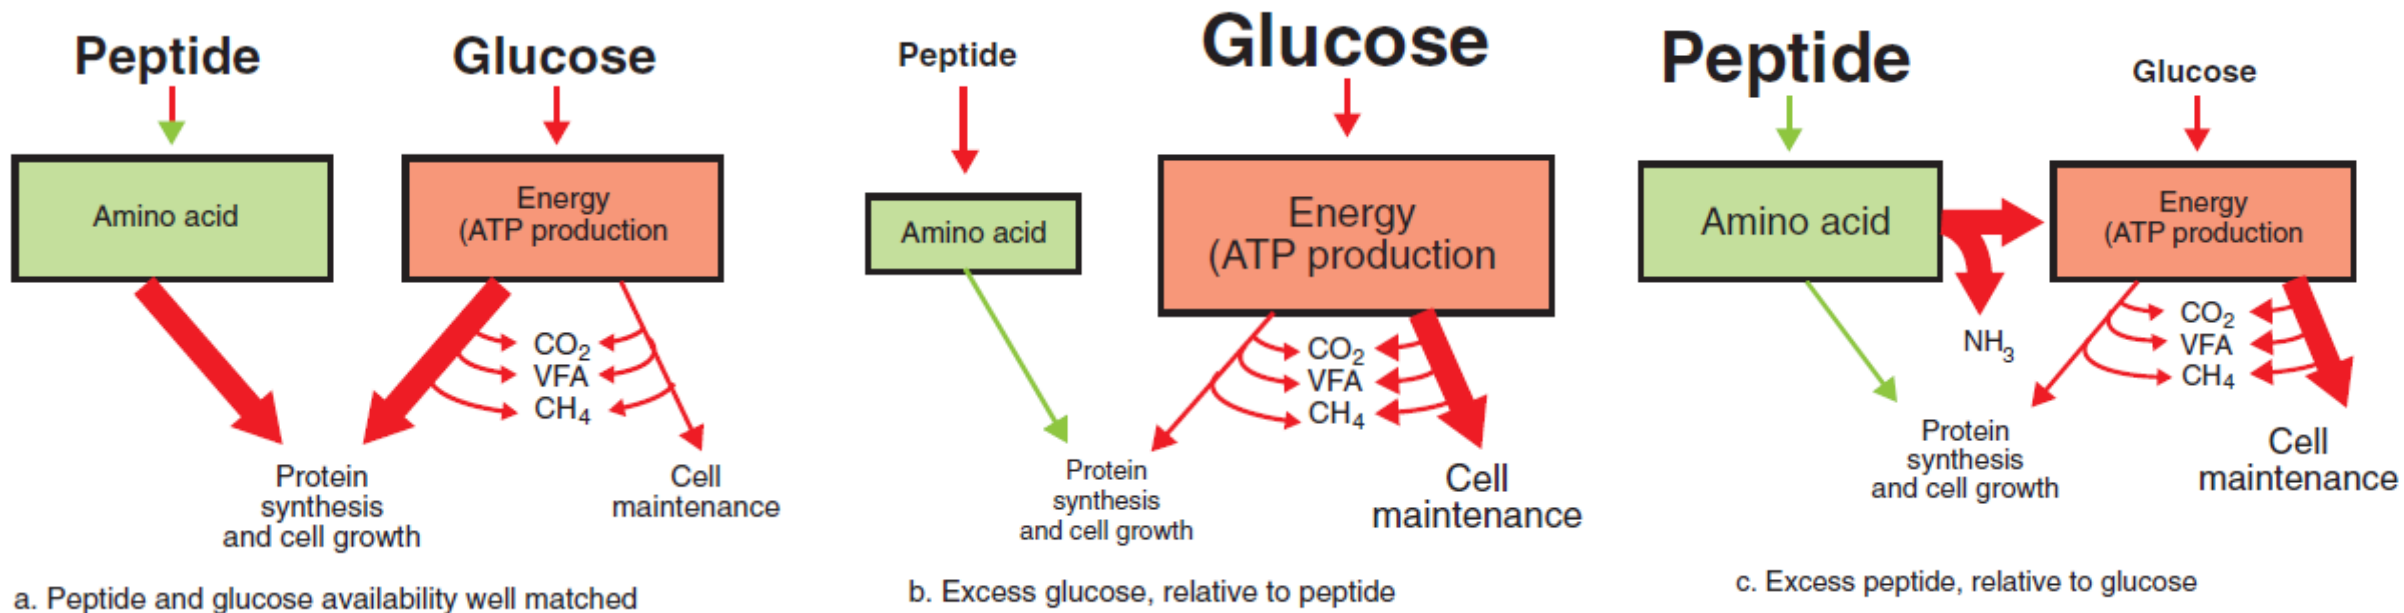 Peptide
Glucose
Amino acid
Energy
(ATP production
CO₂
VFA
CH₄
Protein
synthesis
and cell growth
Cell
maintenance
a. Peptide and glucose availability well matched
Peptide
Glucose
Amino acid
Energy
(ATP production
CO₂
VFA
CH₄
Protein
synthesis
and cell growth
Cell
maintenance
b. Excess glucose, relative to peptide
Peptide
Glucose
Amino acid
Energy
(ATP production
NH₃
CO₂
VFA
CH₄
Protein
synthesis
and cell growth
Cell
maintenance
c. Excess peptide, relative to glucose